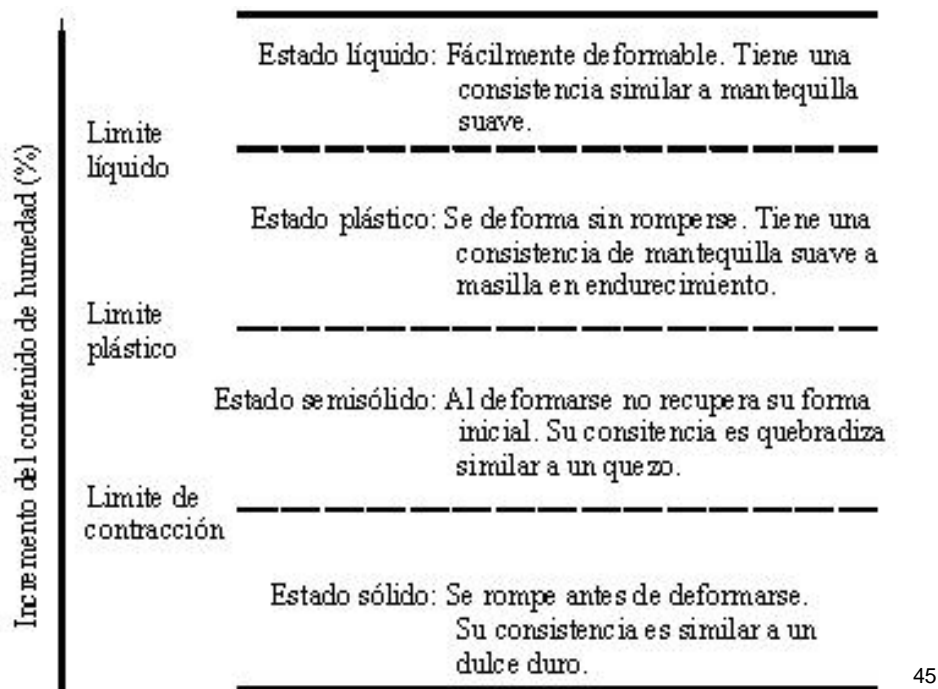 Estado líquido: Fácilmente deformable. Tiene una
consistencia similar a mantequilla
suave.
Limite
líquido
Estado plástico: Se deforma sin romperse. Tiene una
consistencia de mantequilla suave a
masilla en endurecimiento.
Limite
plástico
Estado semisólido: Al deformarse no recupera su forma
inicial. Su consitencia es quebradiza
similar a un quezo.
Limite de
contracción
Estado sólido: Se rompe antes de deformarse.
Su consistencia es similar a un
dulce duro.
Incremento del contenido de humedad (%)
45